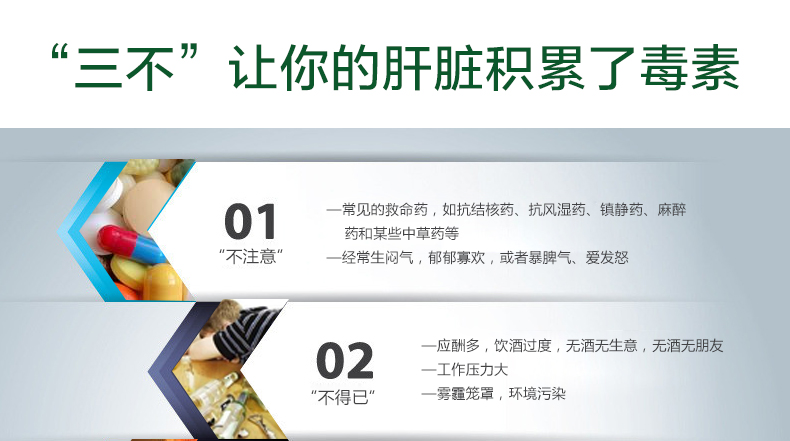 “三不”让你的肝脏积累了毒素
01
“不注意”
—常见的救命药，如抗结核药、抗风湿药、镇静药、麻醉
药和某些中草药等
—经常生闷气，郁郁寡欢，或者暴脾气、爱发怒
02
“不得已”
—应酬多，饮酒过度，无酒无生意，无酒无朋友
—工作压力大
—雾霾笼罩，环境污染